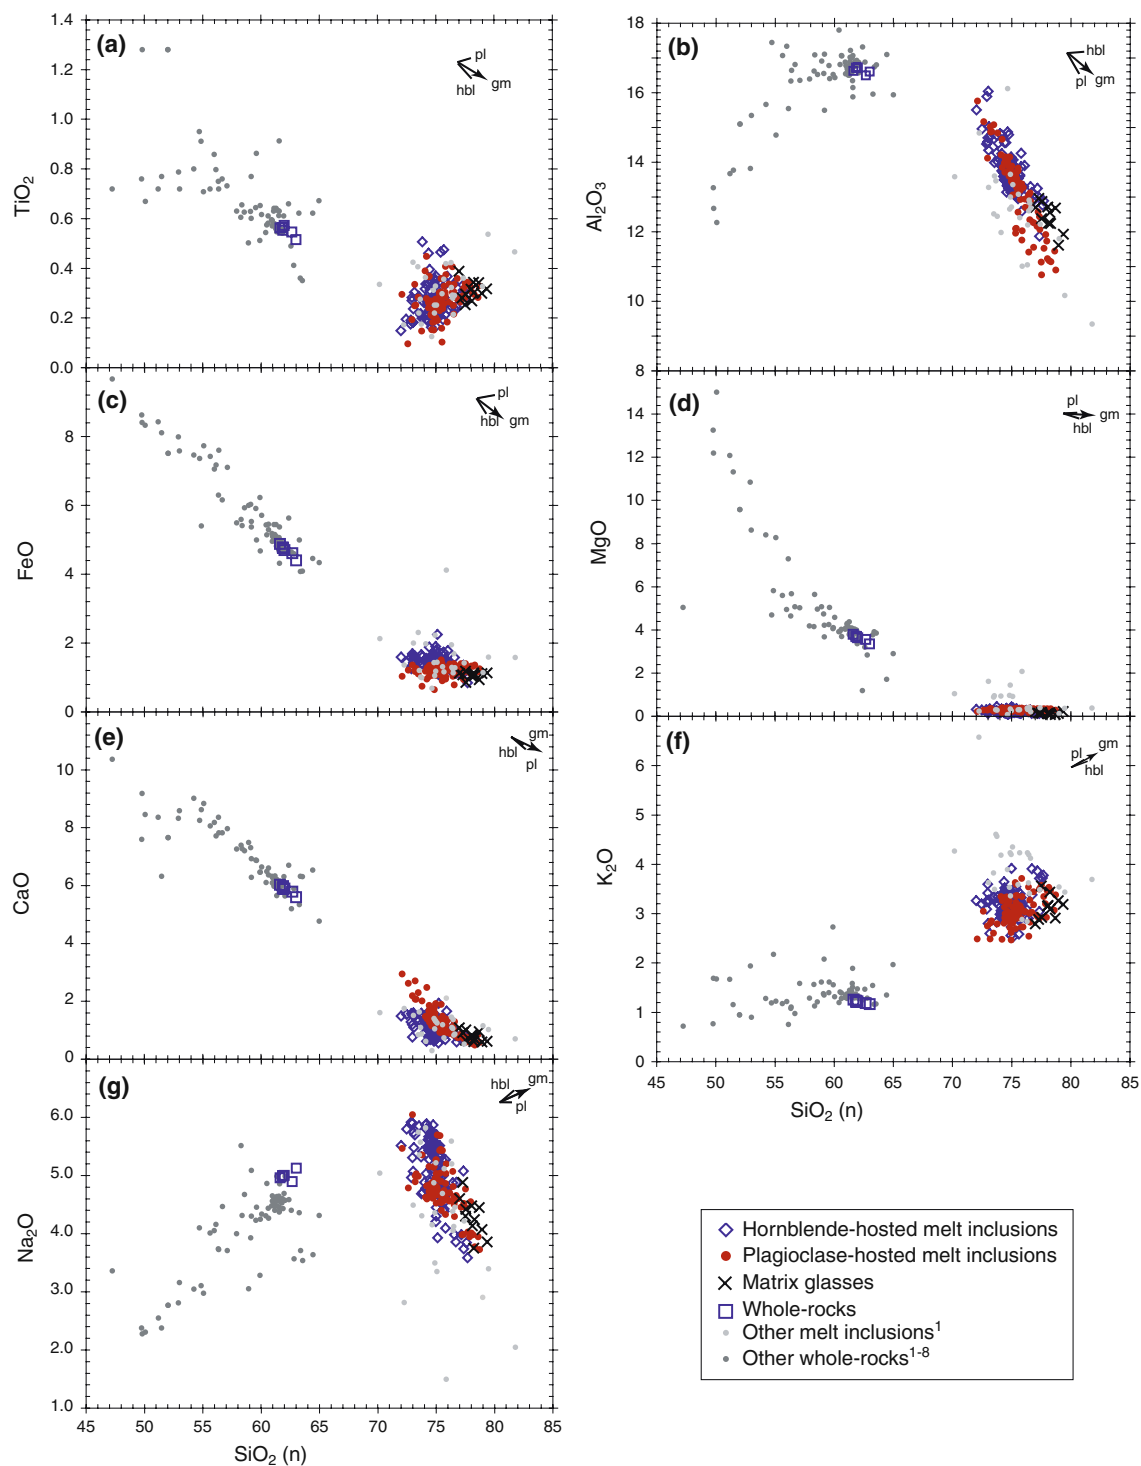 (a)
pl
hbl
gm
TiO2
1.4
1.2
1.0
0.8
0.6
0.4
0.2
0.0
(b)
hbl
pl
gm
Al2O3
18
16
14
12
10
8
(c)
pl
hbl
gm
FeO
8
6
4
2
0
(d)
pl
hbl
gm
MgO
14
12
10
8
6
4
2
0
(e)
gm
hbl
pl
CaO
10
8
6
4
2
0
(f)
pl
gm
hbl
K2O
6
5
4
3
2
1
0
45 50 55 60 65 70 75 80 85
SiO2 (n)
(g)
hbl
gm
pl
Na2O
6.0
5.0
4.0
3.0
2.0
1.0
45 50 55 60 65 70 75 80 85
SiO2 (n)
Hornblende-hosted melt inclusions
Plagioclase-hosted melt inclusions
Matrix glasses
Whole-rocks
Other melt inclusions1
Other whole-rocks1-8